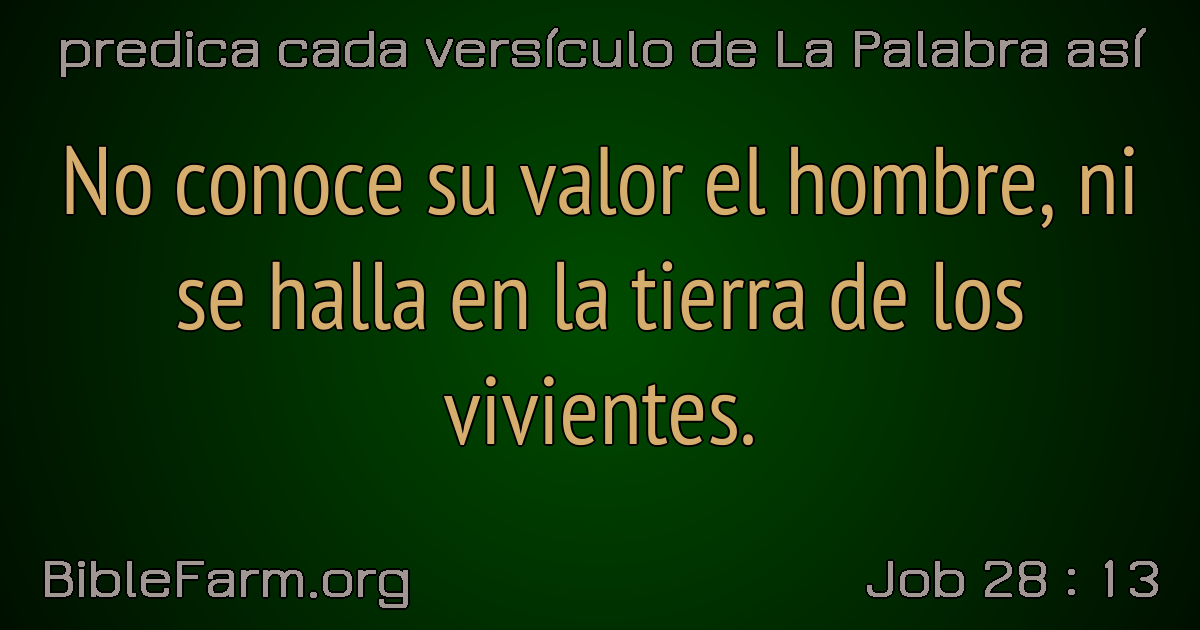 predica cada versículo de La Palabra así
No conoce su valor el hombre, ni
se halla en la tierra de los
vivientes.
BibleFarm.org
Job 28 : 13